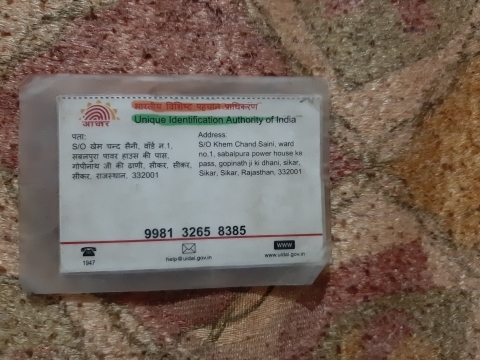 भारतीय विशिष्ट पहचान प्राधिकरण
Unique Identification Authority of India
आधार
पता:
S/O खेम चन्द सैनी, वॉर्ड न.1,
सबलपुरा पावर हाउस की पास,
गोपीनाथ जी की ढाणी, सीकर, सीकर,
सीकर, राजस्थान, 332001
Address:
S/O Khem Chand Saini, ward
no.1, sabalpura power house ke
pass, gopinath ji ki dhani, sikar,
Sikar, Sikar, Rajasthan, 332001
9981 3265 8385
1947
help@uidai.gov.in
WWW
www.uidai.gov.in